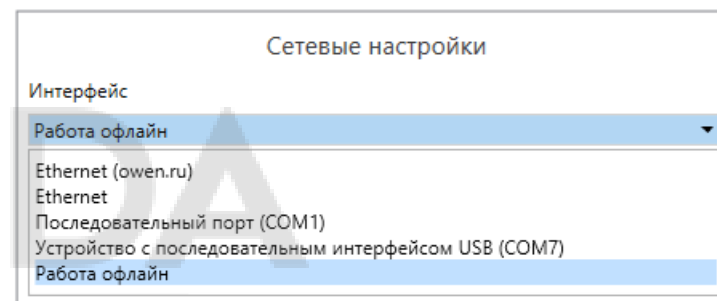 Сетевые настройки
Интерфейс
Работа офлайн
Ethernet (owen.ru)
Ethernet
Последовательный порт (COM1)
Устройство с последовательным интерфейсом USB (COM7)
Работа офлайн
DA